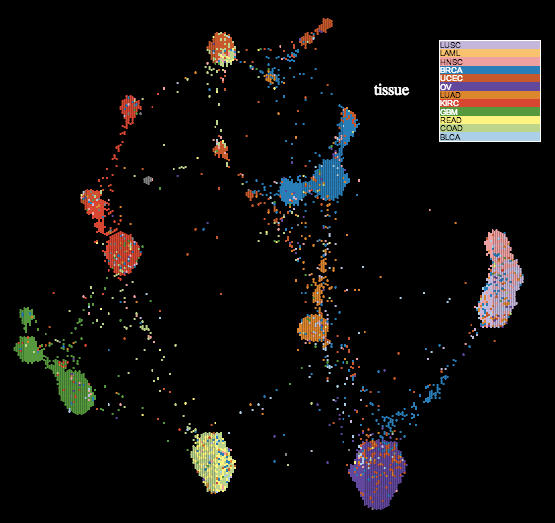 LUSC
LAML
HNSC
BRCA
tissue
UCEC
OV
LUAD
KIRC
GBM
READ
COAD
BLCA